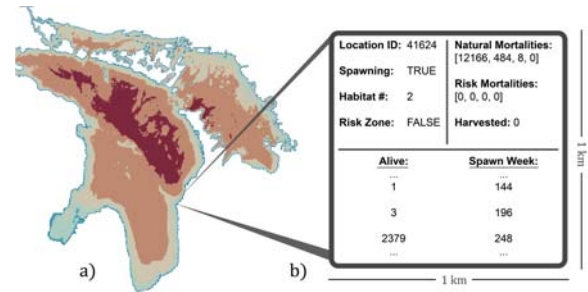 Location ID: 41624
Spawning: TRUE
Habitat #: 2
Risk Zone: FALSE
Natural Mortalities:
[12166, 484, 8, 0]
Risk Mortalities:
[0, 0, 0, 0]
Harvested: 0
Alive: Spawn Week:
... ...
1 144
3 196
2379 248
... ...
1 km
1 km
a) b)